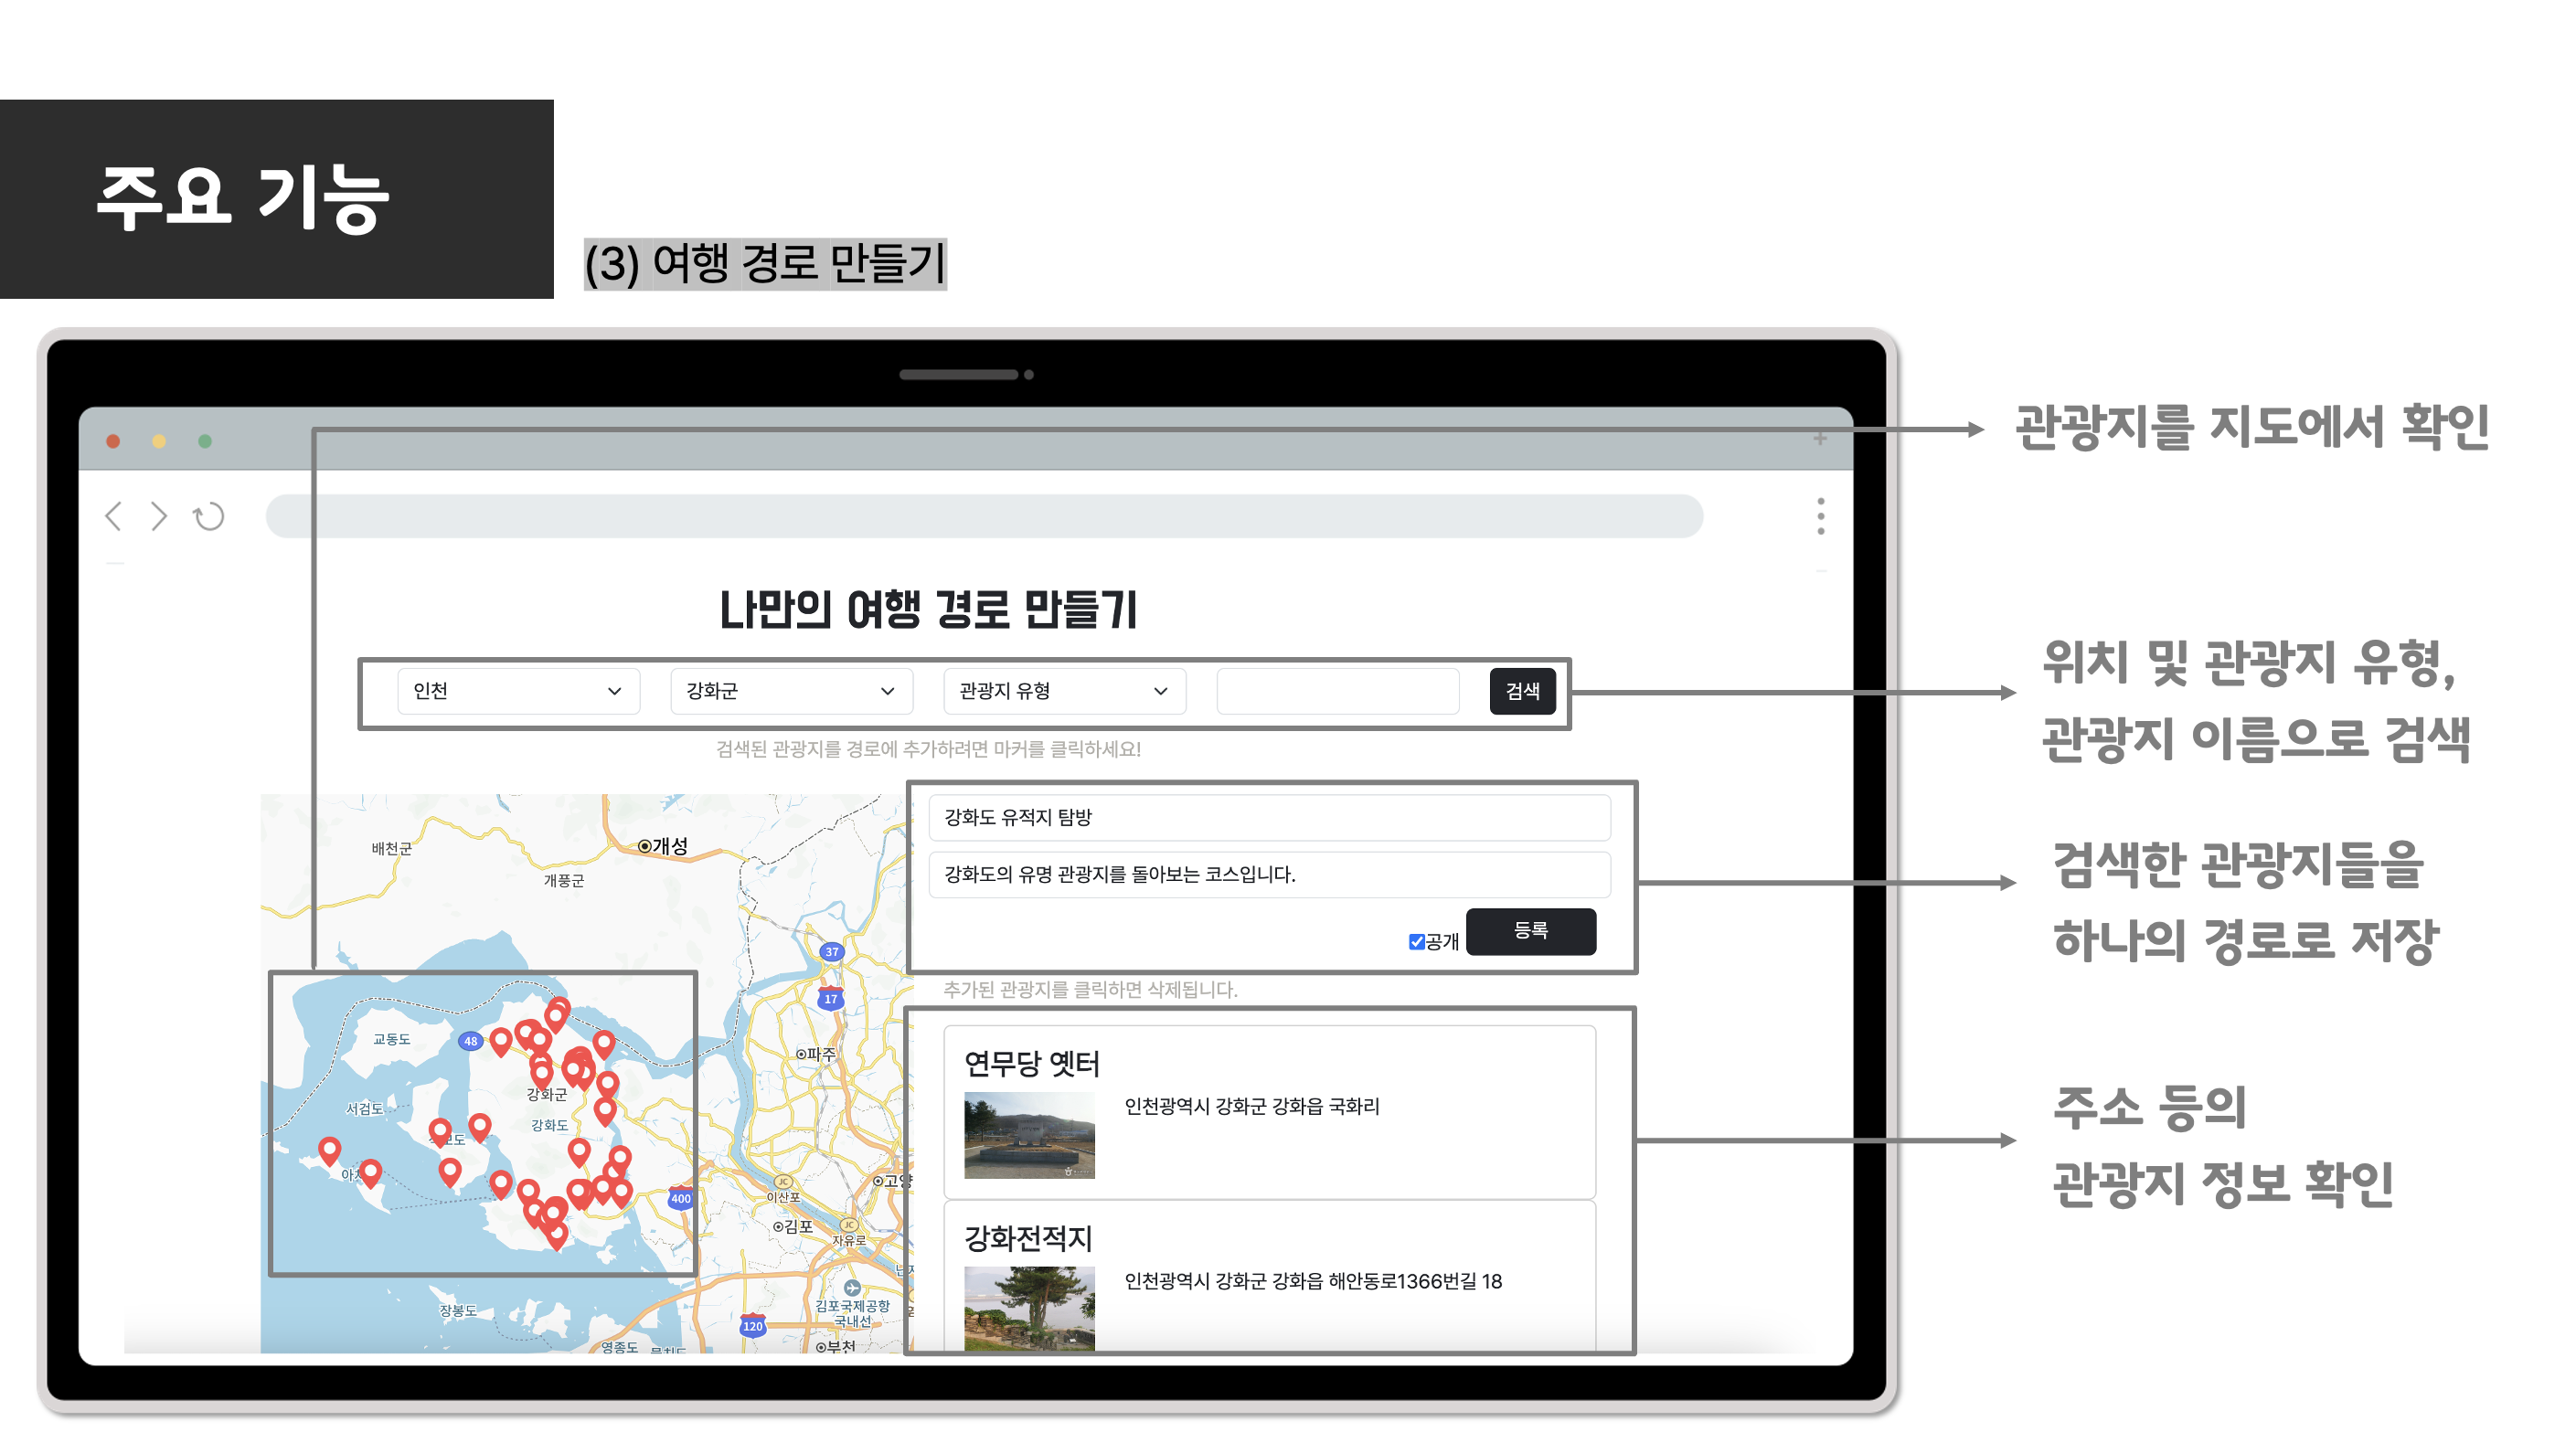 주요 기능
(3) 여행 경로 만들기
관광지를 지도에서 확인
나만의 여행 경로 만들기
인천
강화군
관광지 유형
검색
위치 및 관광지 유형,
관광지 이름으로 검색
검색된 관광지를 경로에 추가하려면 마커를 클릭하세요!
강화도 유적지 탐방
강화도의 유명 관광지를 돌아보는 코스입니다.
공개
등록
검색한 관광지들을
하나의 경로로 저장
추가된 관광지를 클릭하면 삭제됩니다.
연무당 옛터
인천광역시 강화군 강화읍 국화리
강화전적지
인천광역시 강화군 강화읍 해안동로1366번길 18
주소 등의
관광지 정보 확인
배천군
개성
개풍군
37
17
교동도
48
파주
강화군
서검도
강화도
400
JC
이산포
고양
김포
JC
자유로
김포국제공항
국내선
장봉도
120
영종도
부천